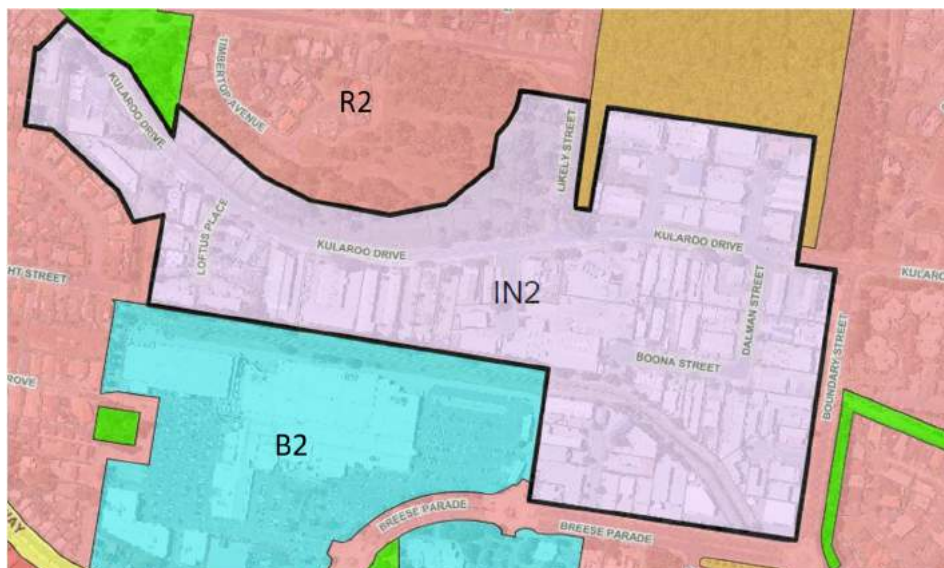 TIMBERTOP AVENUE
R2
KULAROO DRIVE
LIKELY STREET
LOFTUS PLACE
KULAROO DRIVE
KULAROO DRIVE
HT STREET
KULARO
IN2
DALMAN STREET
BOONA STREET
BOUNDARY STREET
ROVE
B2
BREESE PARADE
BREESE PARADE
WAY